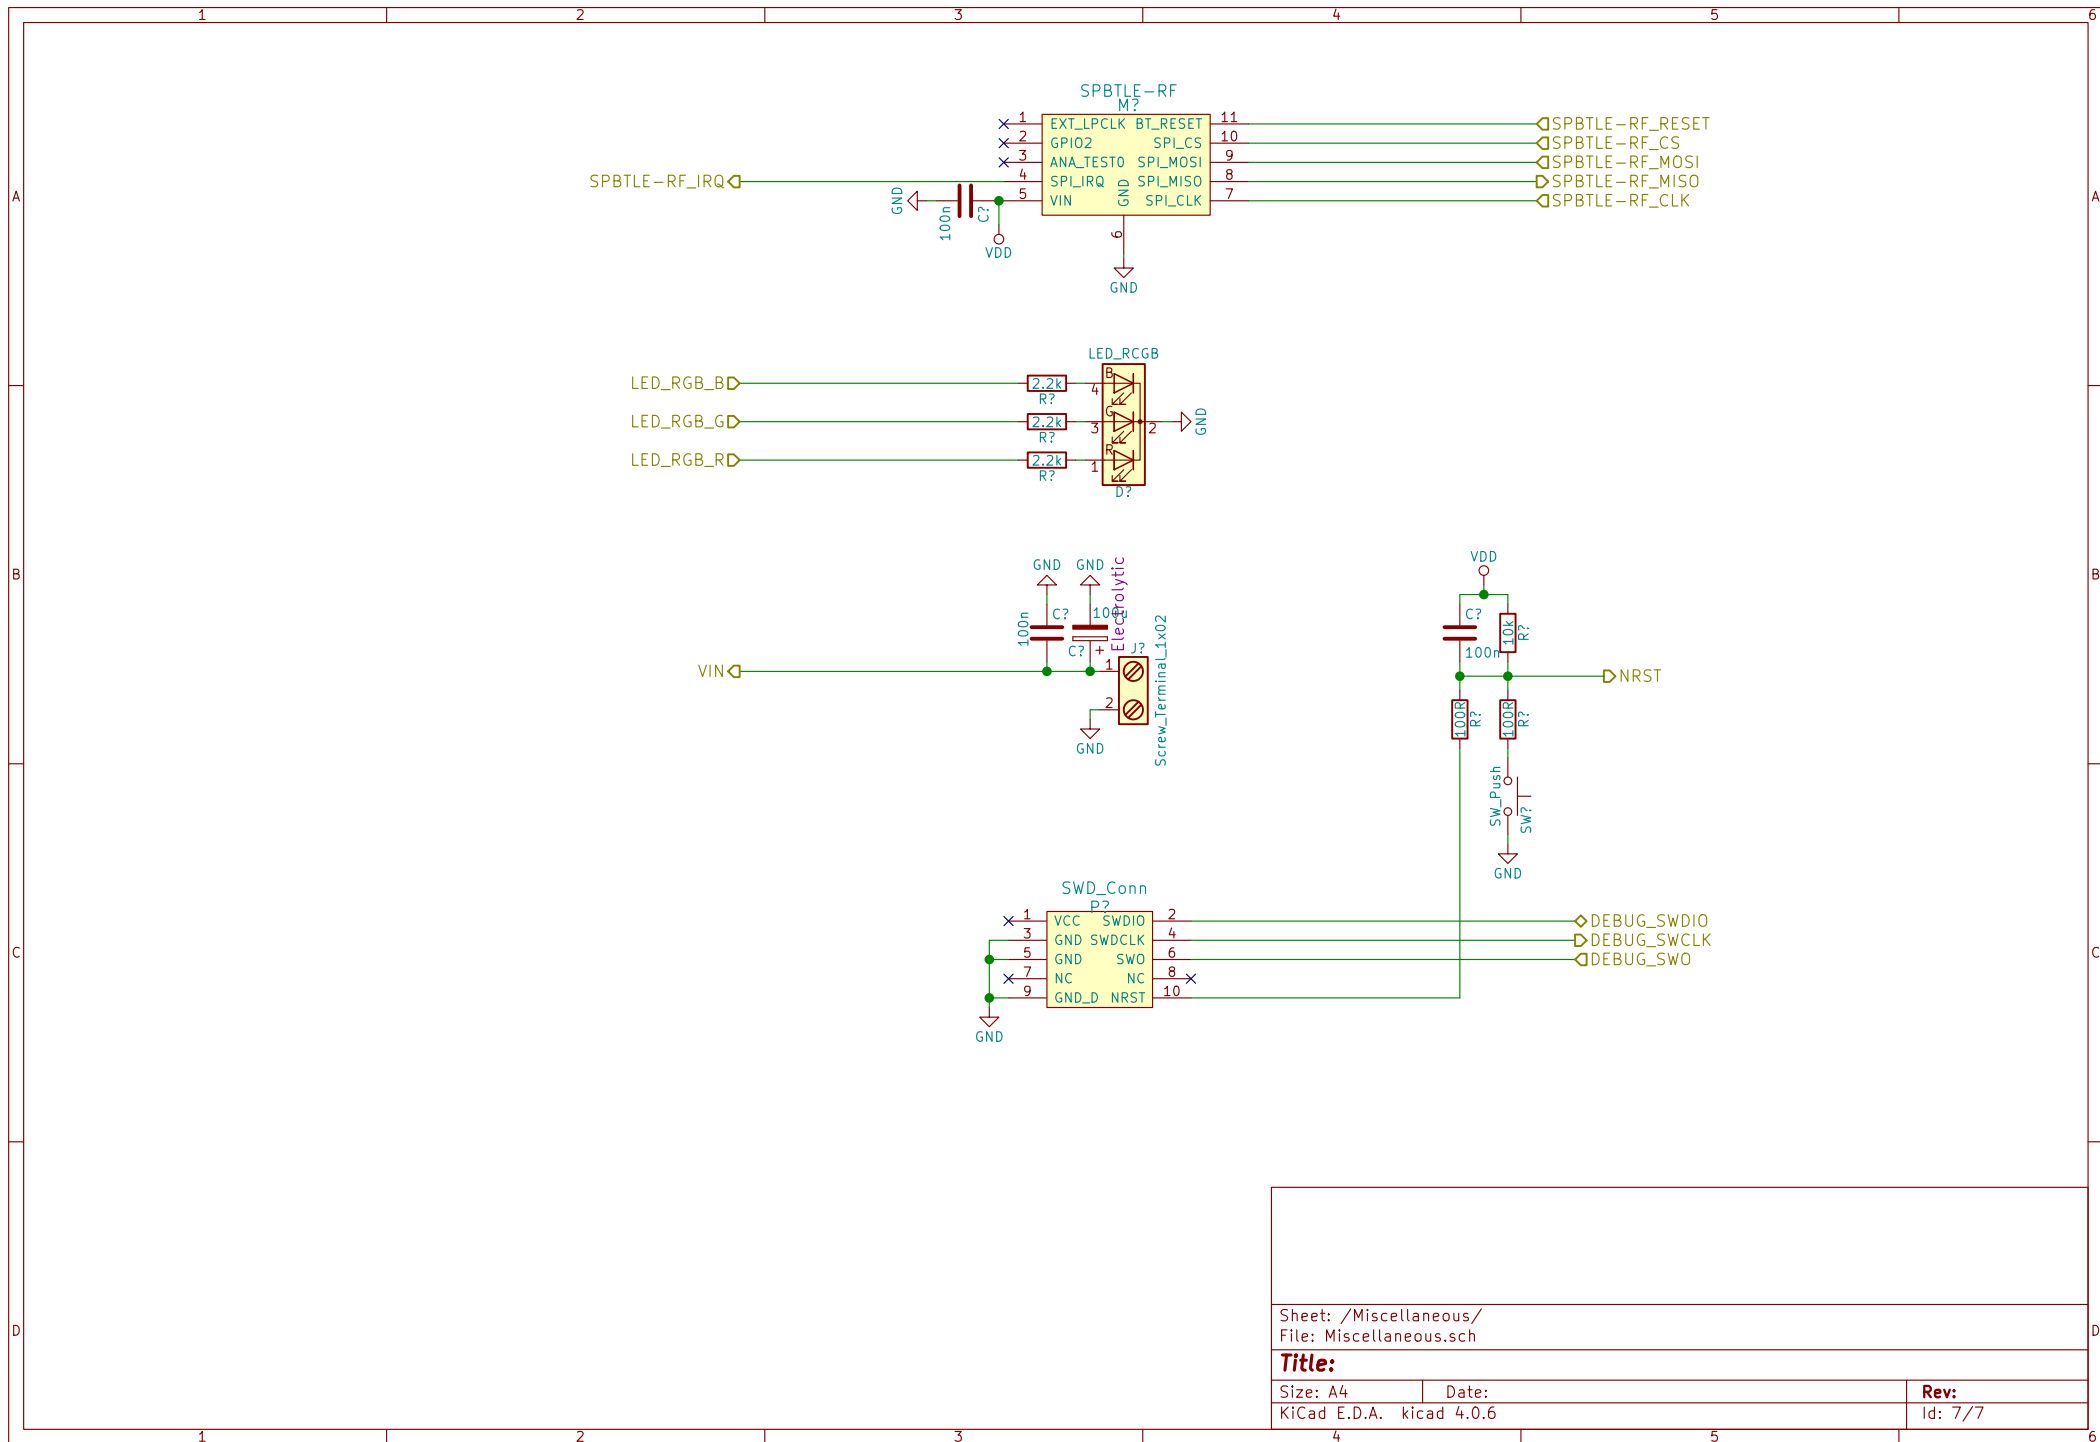 1 2 3 4 5 6
SPBTLE-RF
M?
1 EXT_LPCLK BT_RESET 11 SPBTLE-RF_RESET
2 GPIO2 SPI_CS 10 SPBTLE-RF_CS
3 ANA_TEST0 SPI_MOSI 9 SPBTLE-RF_MOSI
SPBTLE-RF_IRQ 4 SPI_IRQ SPI_MISO 8 SPBTLE-RF_MISO
A GND 100n C? 5 VIN GND SPI_CLK 7 SPBTLE-RF_CLK A
6
VDD
GND
LED_RCGB
LED_RGB_B 2.2k B
R? 4
LED_RGB_G 2.2k G
R? 3 2 GND
LED_RGB_R 2.2k R
R? 1
D?
VDD
GND GND Electrolytic
B B
C? 100u C?
100n 10k R?
C? + J? 100n
VIN 1 NRST
2 Screw_Terminal_1x02
100R R? 100R R?
GND
SW_Push
SW?
GND
SWD_Conn
P?
1 VCC SWDIO 2 DEBUG_SWDIO
3 GND SWDCLK 4 DEBUG_SWCLK
C C
5 GND SWO 6 DEBUG_SWO
7 NC NC 8
9 GND_D NRST 10
GND
Sheet: /Miscellaneous/
D D
File: Miscellaneous.sch
Title:
Size: A4 Date: Rev:
KiCad E.D.A. kicad 4.0.6 Id: 7/7
1 2 3 4 5 6